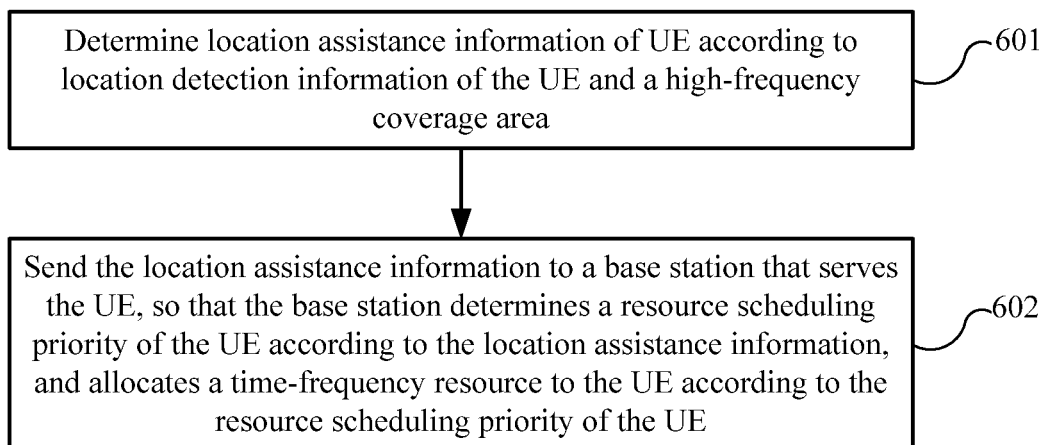 Determine location assistance information of UE according to
location detection information of the UE and a high-frequency
coverage area
601
Send the location assistance information to a base station that serves
the UE, so that the base station determines a resource scheduling
priority of the UE according to the location assistance information,
and allocates a time-frequency resource to the UE according to the
resource scheduling priority of the UE
602